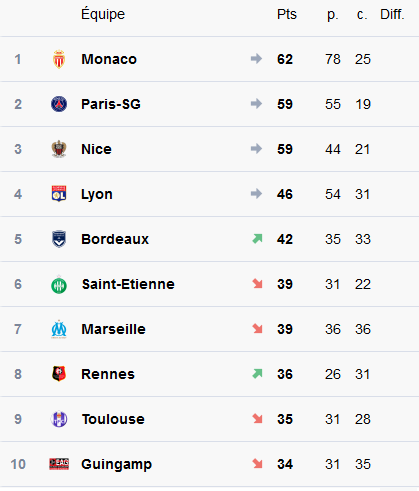 Équipe Pts p. c. Diff.
1 Monaco 62 78 25
2 Paris-SG 59 55 19
3 Nice 59 44 21
4 Lyon 46 54 31
5 Bordeaux 42 35 33
6 Saint-Etienne 39 31 22
7 Marseille 39 36 36
8 Rennes 36 26 31
9 Toulouse 35 31 28
10 Guingamp 34 31 35